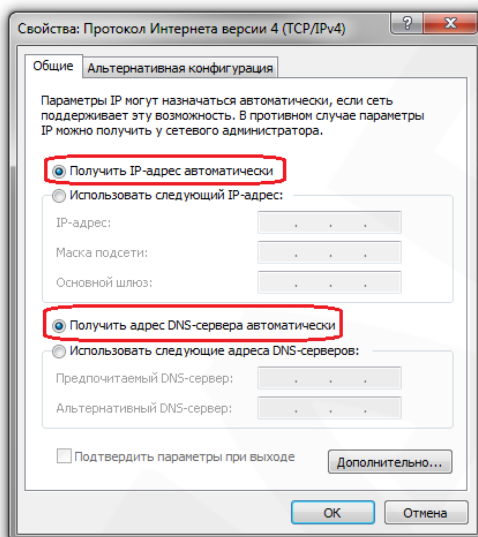 Свойства: Протокол Интернета версии 4 (TCP/IPv4)
Общие
Альтернативная конфигурация
Параметры IP могут назначаться автоматически, если сеть
поддерживает эту возможность. В противном случае параметры
IP можно получить у сетевого администратора.
Получить IP-адрес автоматически
Использовать следующий IP-адрес:
IP-адрес:
Маска подсети:
Основной шлюз:
Получить адрес DNS-сервера автоматически
Использовать следующие адреса DNS-серверов:
Предпочитаемый DNS-сервер:
Альтернативный DNS-сервер:
Подтвердить параметры при выходе
Дополнительно...
ОК
Отмена